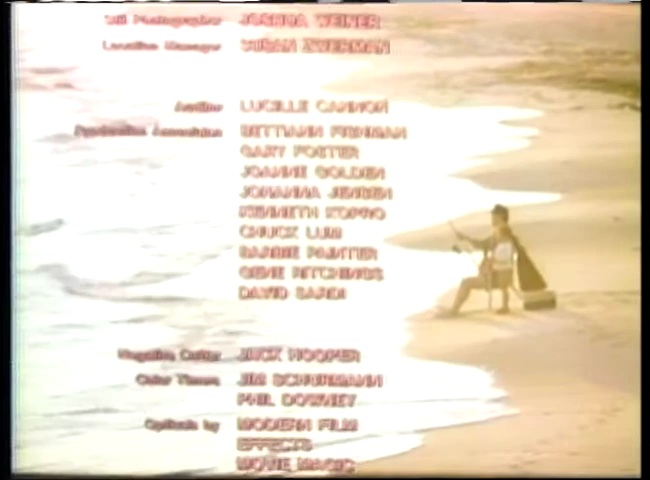 Still Photographer JOSHUA WEINER
Location Manager SUSAN ZWERMAN
Auditor LUCILLE CANNON
Production Associates BETTIANN FISHMAN
GARY FOSTER
JOANNE GOLDEN
JOHANNA JENSEN
KENNETH KOPRO
CHUCK LUM
BARBIE PAINTER
GENE RITCHINGS
DAVID SARDI
Negative Cutter JACK HOOPER
Color Timers JIM SCHURMANN
PHIL DOWNEY
Opticals by MODERN FILM
EFFECTS
MOVIE MAGIC